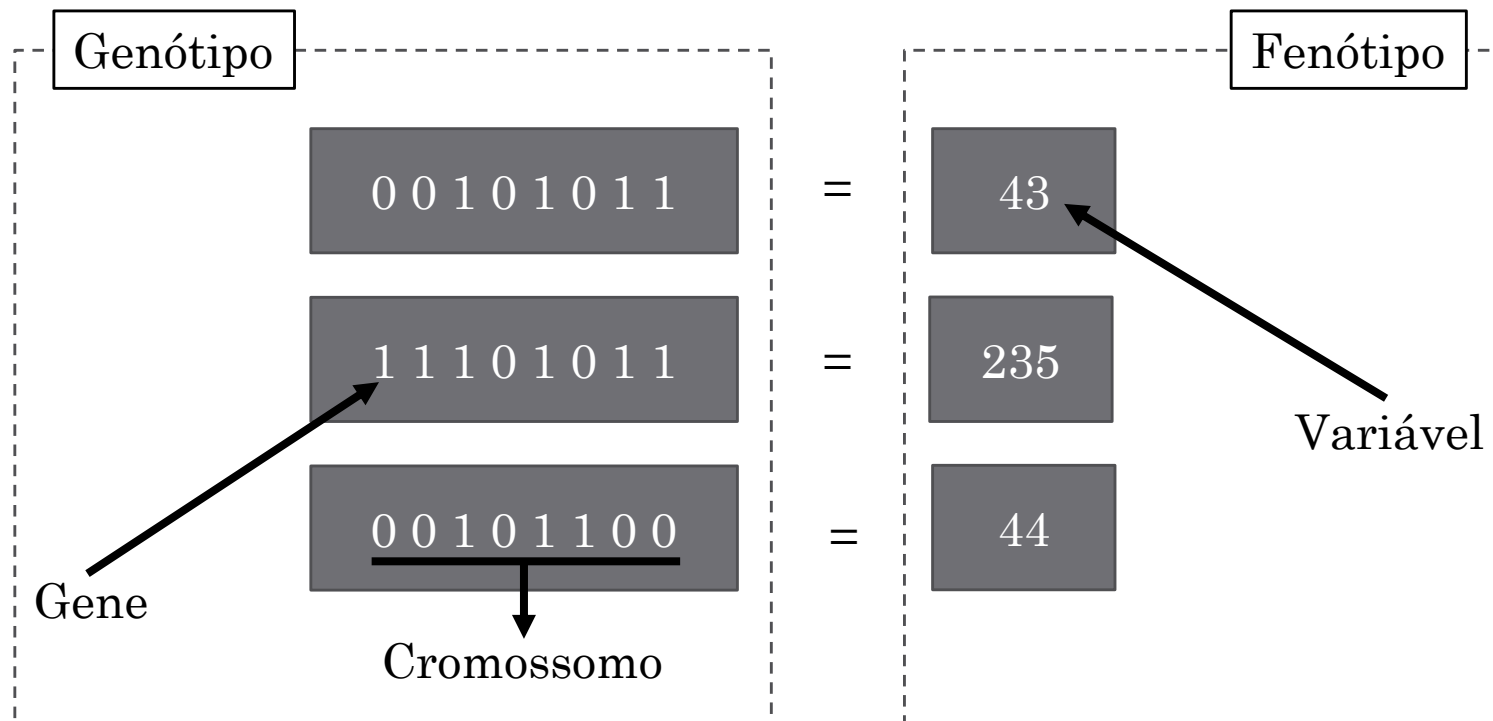 Genótipo
Fenótipo
0 0 1 0 1 0 1 1 = 43
1 1 1 0 1 0 1 1 = 235
Variável
0 0 1 0 1 1 0 0 = 44
Gene
Cromossomo